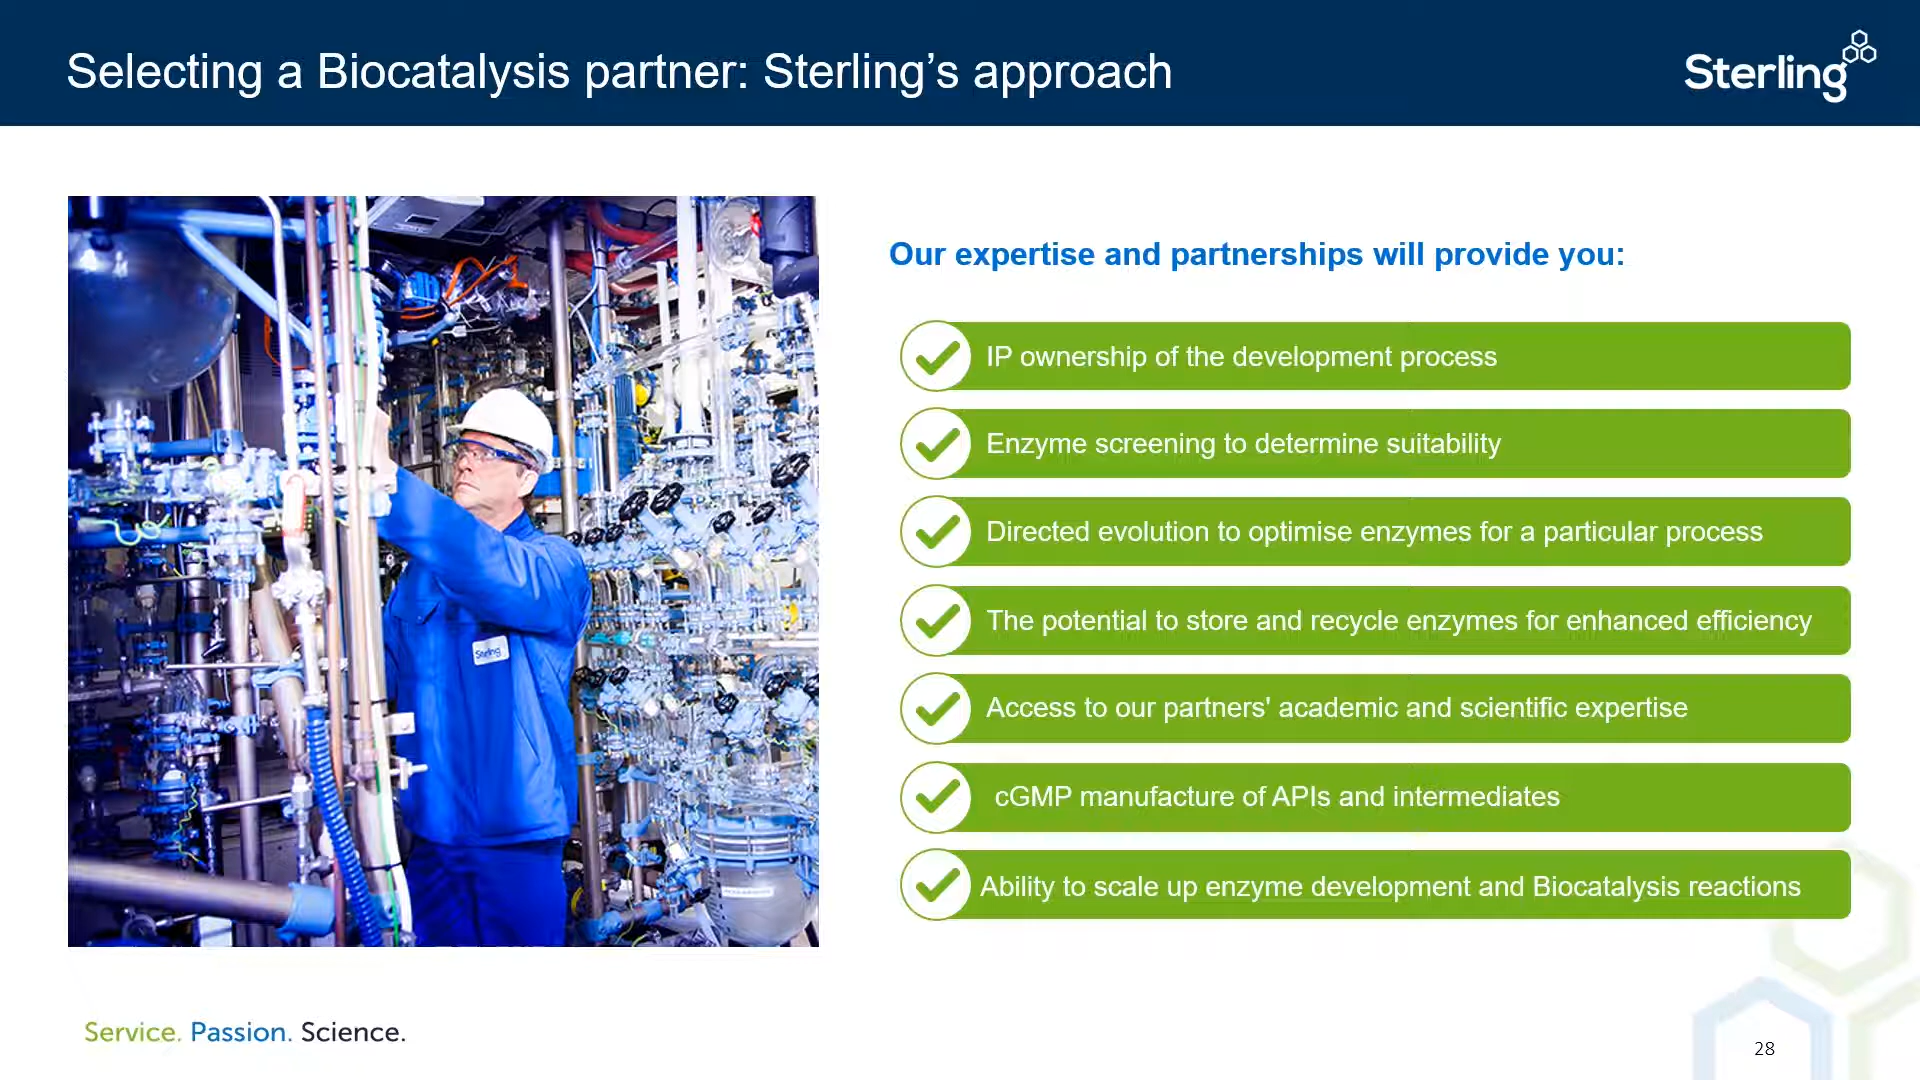 Selecting a Biocatalysis partner: Sterling’s approach
Sterling
Our expertise and partnerships will provide you:
IP ownership of the development process
Enzyme screening to determine suitability
Directed evolution to optimise enzymes for a particular process
The potential to store and recycle enzymes for enhanced efficiency
Access to our partners' academic and scientific expertise
cGMP manufacture of APIs and intermediates
Ability to scale up enzyme development and Biocatalysis reactions
Sterling
Service. Passion. Science.
28